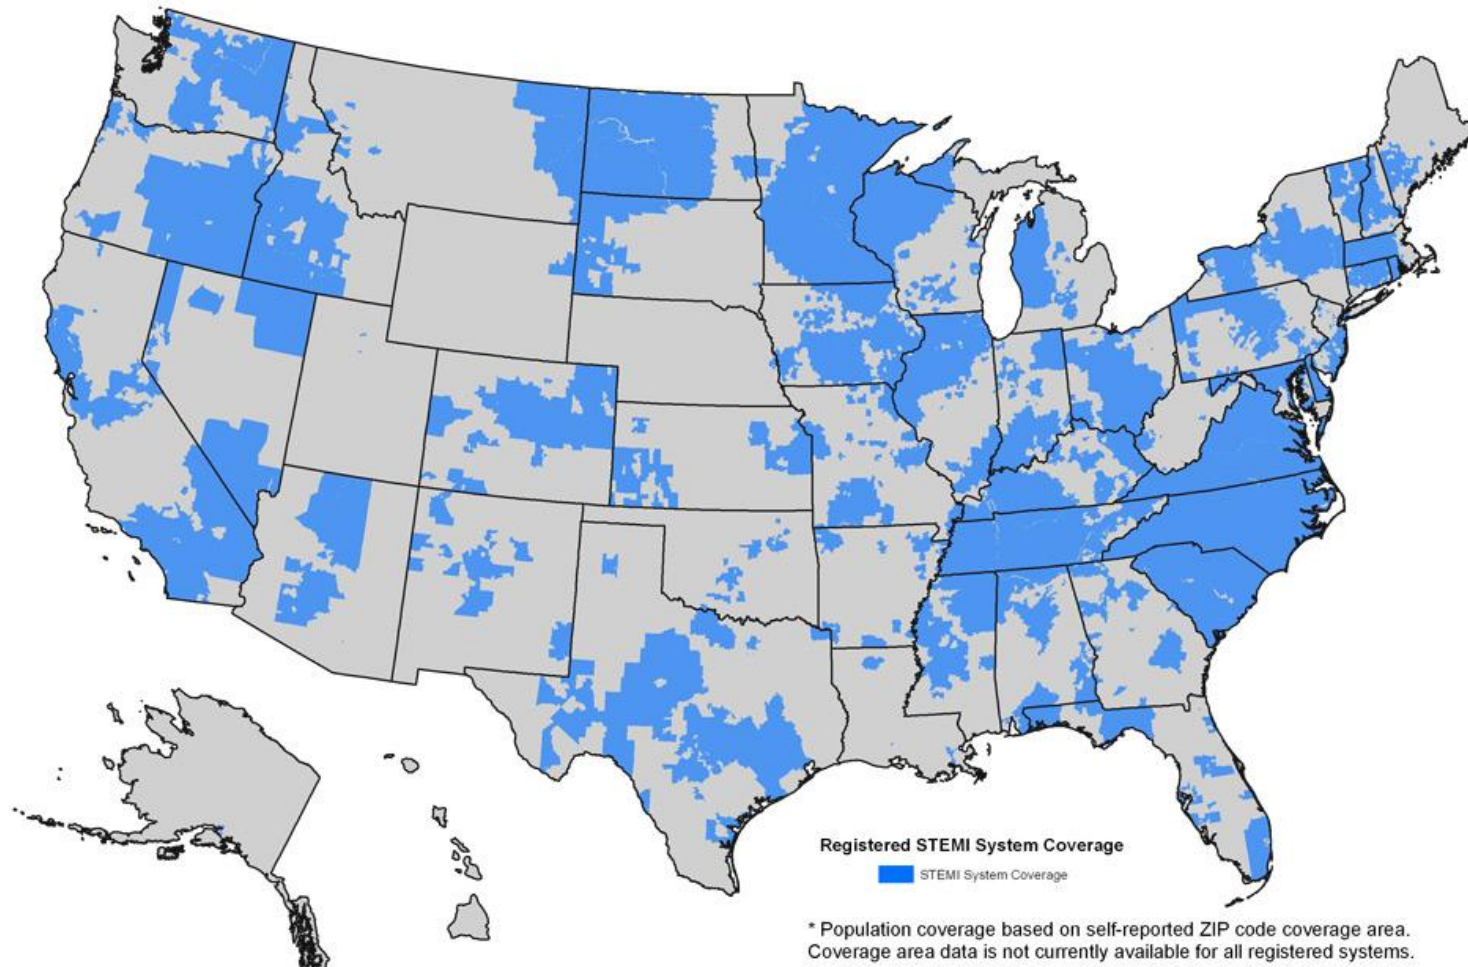 Registered STEMI System Coverage
STEMI System Coverage
* Population coverage based on self-reported ZIP code coverage area.
Coverage area data is not currently available for all registered systems.